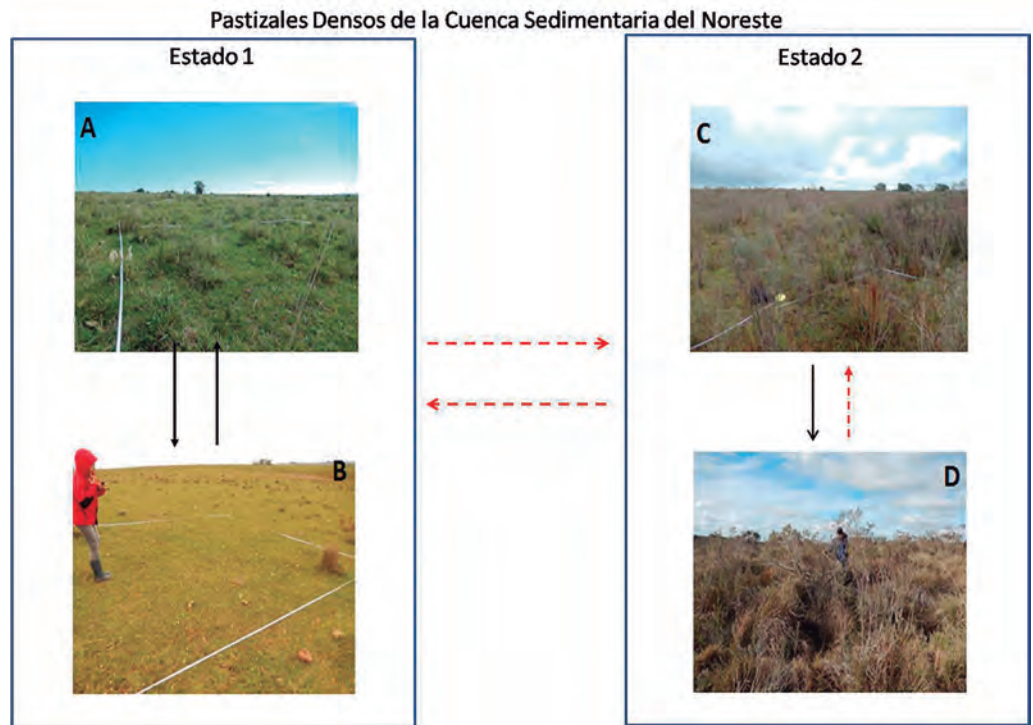 Pastizales Densos de la Cuenca Sedimentaria del Noreste
Estado 1
A
B
Estado 2
C
D